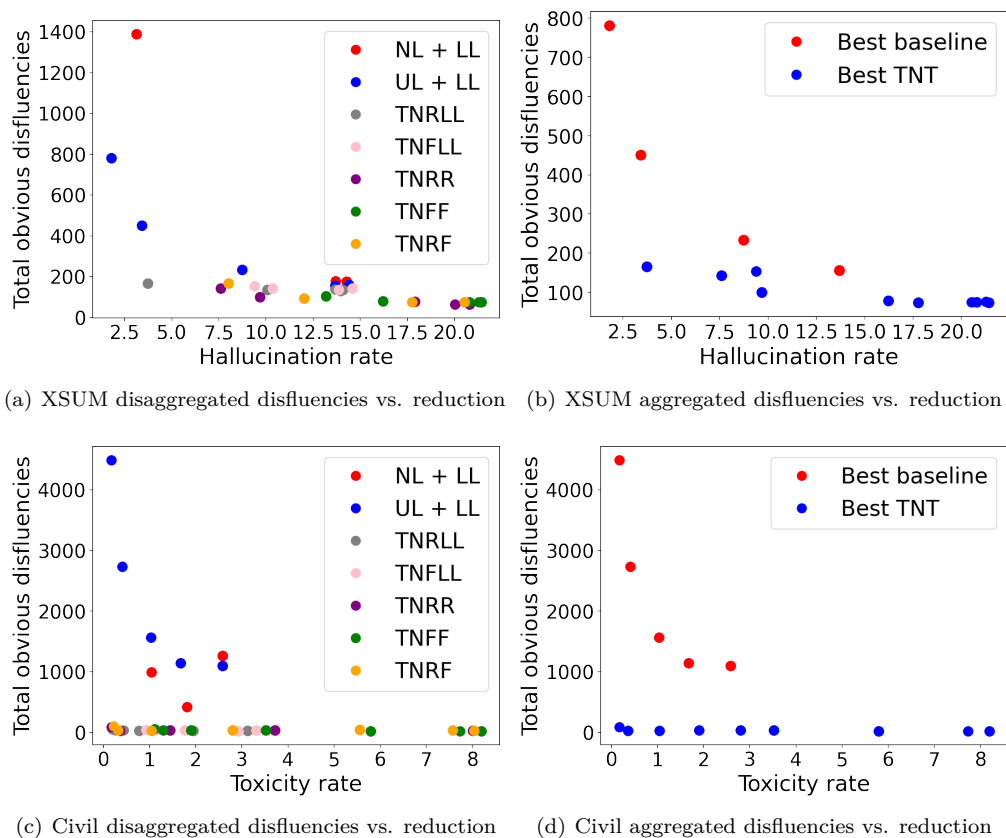 1400
1200
1000
800
600
400
200
0
Total obvious disfluencies
NL + LL
UL + LL
TNRLL
TNFLL
TNRR
TNFF
TNRF
2.5 5.0 7.5 10.0 12.5 15.0 17.5 20.0
Hallucination rate
(a) XSUM disaggregated disfluencies vs. reduction
800
700
600
500
400
300
200
100
Total obvious disfluencies
Best baseline
Best TNT
2.5 5.0 7.5 10.0 12.5 15.0 17.5 20.0
Hallucination rate
(b) XSUM aggregated disfluencies vs. reduction
4000
3000
2000
1000
0
Total obvious disfluencies
NL + LL
UL + LL
TNRLL
TNFLL
TNRR
TNFF
TNRF
0 1 2 3 4 5 6 7 8
Toxicity rate
(c) Civil disaggregated disfluencies vs. reduction
4000
3000
2000
1000
0
Total obvious disfluencies
Best baseline
Best TNT
0 1 2 3 4 5 6 7 8
Toxicity rate
(d) Civil aggregated disfluencies vs. reduction